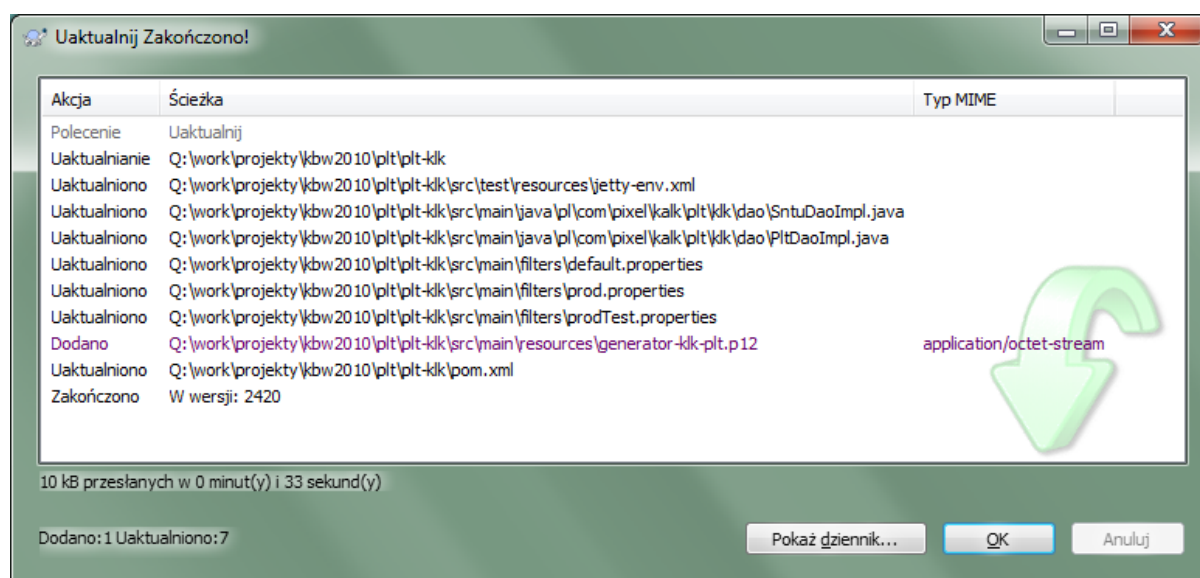 Uaktualnij Zakończono!
Akcja Ścieżka Typ MIME
Polecenie Uaktualnij
Uaktualnianie Q:\work\projekty\kbw2010\plt\plt-klk
Uaktualniono Q:\work\projekty\kbw2010\plt\plt-klk\src\test\resources\jetty-env.xml
Uaktualniono Q:\work\projekty\kbw2010\plt\plt-klk\src\main\java\pl\com\pixel\kalk\plt\klk\dao\SntuDaoImpl.java
Uaktualniono Q:\work\projekty\kbw2010\plt\plt-klk\src\main\java\pl\com\pixel\kalk\plt\klk\dao\PltDaoImpl.java
Uaktualniono Q:\work\projekty\kbw2010\plt\plt-klk\src\main\filters\default.properties
Uaktualniono Q:\work\projekty\kbw2010\plt\plt-klk\src\main\filters\prod.properties
Uaktualniono Q:\work\projekty\kbw2010\plt\plt-klk\src\main\filters\prodTest.properties
Dodano Q:\work\projekty\kbw2010\plt\plt-klk\src\main\resources\generator-klk-plt.p12 application/octet-stream
Uaktualniono Q:\work\projekty\kbw2010\plt\plt-klk\pom.xml
Zakończono W wersji: 2420
10 kB przesłanych w 0 minut(y) i 33 sekund(y)
Dodano:1 Uaktualniono:7 Pokaż dziennik... OK Anuluj